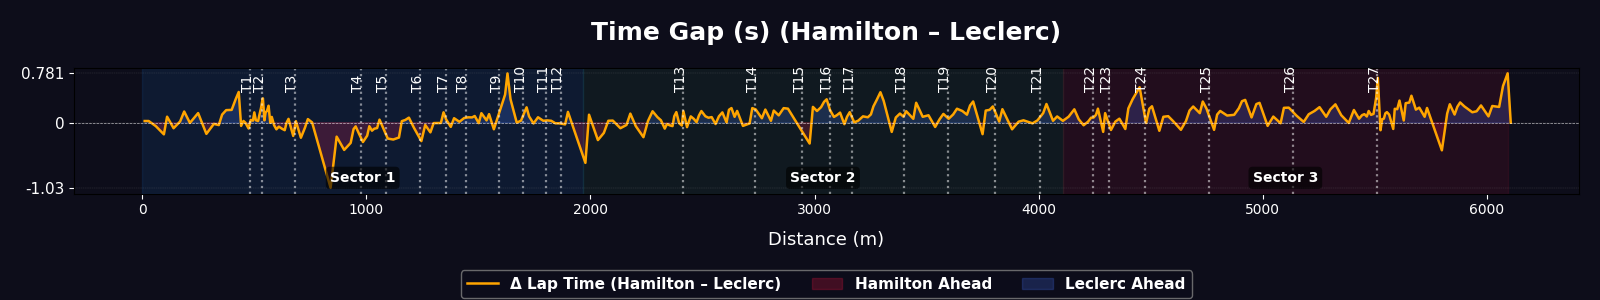 Time Gap (s) (Hamilton – Leclerc)
0.781
0
-1.03
T1 T2 T3 T4 T5 T6 T7 T8 T9 T10 T11 T12 T13 T14 T15 T16 T17 T18 T19 T20 T21 T22 T23 T24 T25 T26 T27
Sector 1 Sector 2 Sector 3
0 1000 2000 3000 4000 5000 6000
Distance (m)
Δ Lap Time (Hamilton – Leclerc) Hamilton Ahead Leclerc Ahead